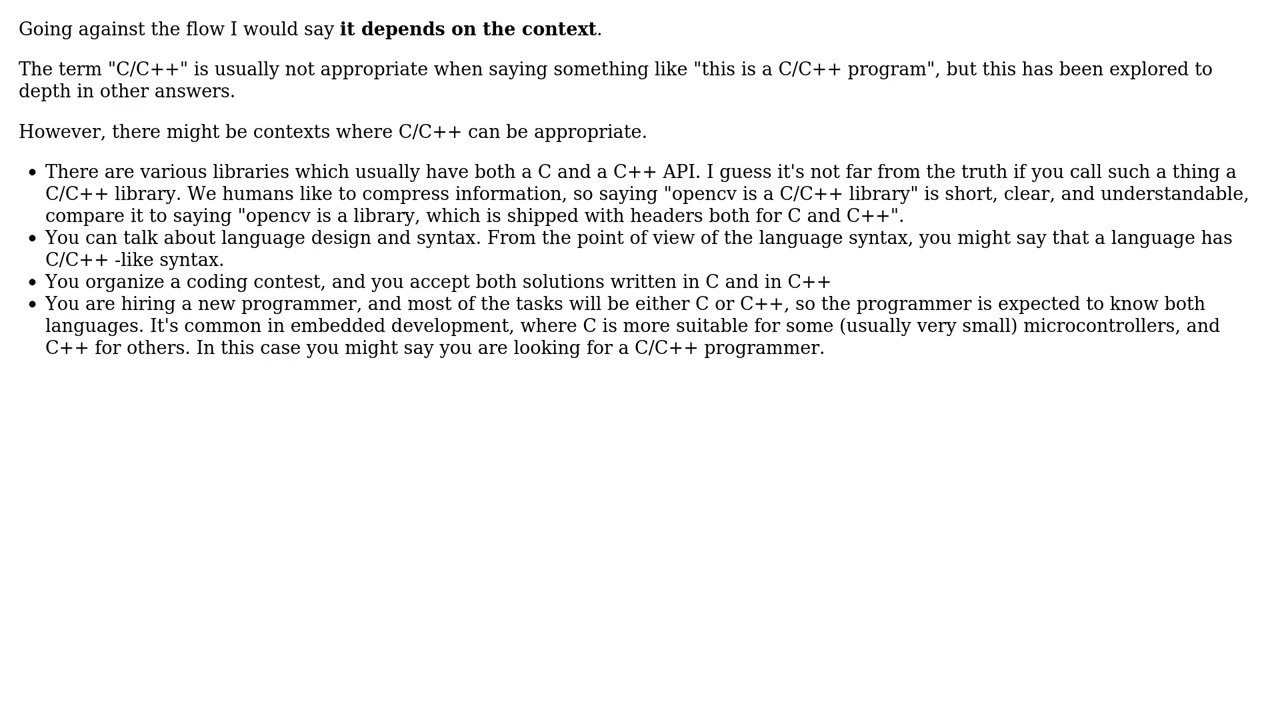 Going against the flow I would say it depends on the context.
The term "C/C++" is usually not appropriate when saying something like "this is a C/C++ program", but this has been explored to
depth in other answers.
However, there might be contexts where C/C++ can be appropriate.
• There are various libraries which usually have both a C and a C++ API. I guess it's not far from the truth if you call such a thing a
C/C++ library. We humans like to compress information, so saying "opencv is a C/C++ library" is short, clear, and understandable,
compare it to saying "opencv is a library, which is shipped with headers both for C and C++".
• You can talk about language design and syntax. From the point of view of the language syntax, you might say that a language has
C/C++ -like syntax.
• You organize a coding contest, and you accept both solutions written in C and in C++
• You are hiring a new programmer, and most of the tasks will be either C or C++, so the programmer is expected to know both
languages. It's common in embedded development, where C is more suitable for some (usually very small) microcontrollers, and
C++ for others. In this case you might say you are looking for a C/C++ programmer.